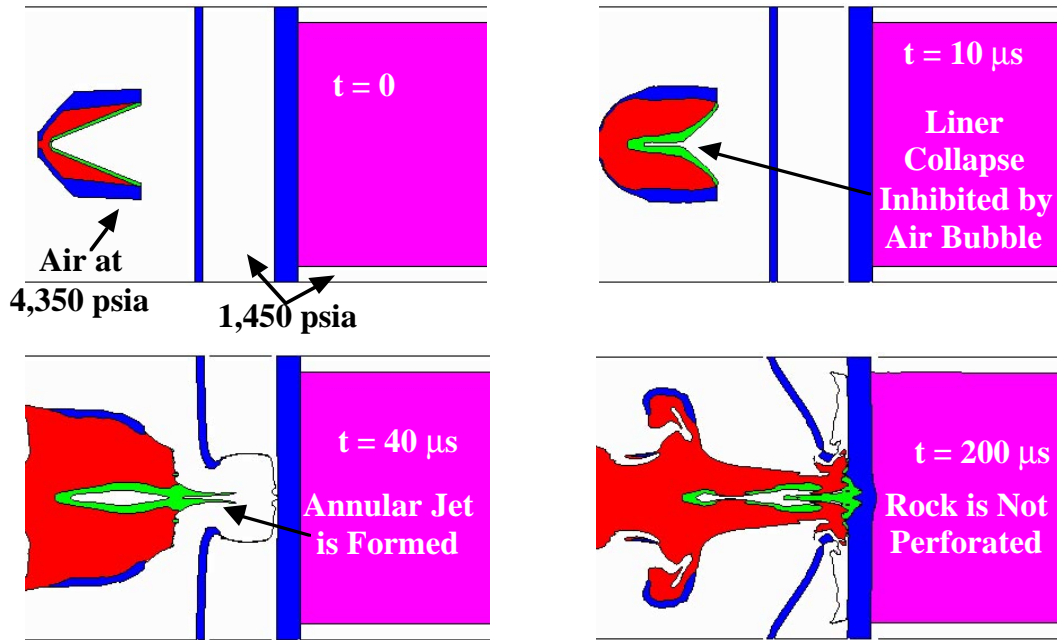 t = 0
Air at
4,350 psia
1,450 psia
t = 10 μs
Liner
Collapse
Inhibited by
Air Bubble
t = 40 μs
Annular Jet
is Formed
t = 200 μs
Rock is Not
Perforated